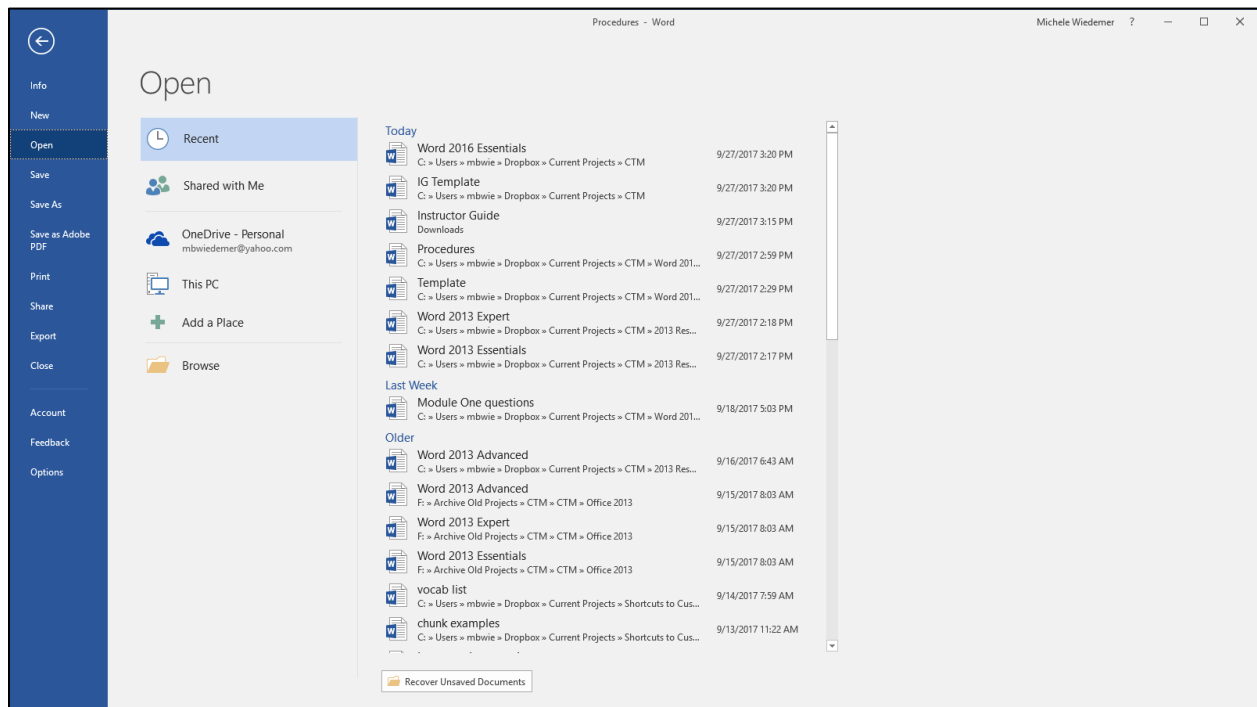 Procedures - Word
Michele Wiedemer ?
Info
New
Open
Save
Save As
Save as Adobe
PDF
Print
Share
Export
Close
Account
Feedback
Options
Open
Recent
Shared with Me
OneDrive - Personal
mbwiedemer@yahoo.com
This PC
Add a Place
Browse
Today
Word 2016 Essentials
C: » Users » mbwie » Dropbox » Current Projects » CTM
9/27/2017 3:20 PM
IG Template
C: » Users » mbwie » Dropbox » Current Projects » CTM
9/27/2017 3:20 PM
Instructor Guide
Downloads
9/27/2017 3:15 PM
Procedures
C: » Users » mbwie » Dropbox » Current Projects » CTM » Word 201...
9/27/2017 2:59 PM
Template
C: » Users » mbwie » Dropbox » Current Projects » CTM » Word 201...
9/27/2017 2:29 PM
Word 2013 Expert
C: » Users » mbwie » Dropbox » Current Projects » CTM » 2013 Res...
9/27/2017 2:18 PM
Word 2013 Essentials
C: » Users » mbwie » Dropbox » Current Projects » CTM » 2013 Res...
9/27/2017 2:17 PM
Last Week
Module One questions
C: » Users » mbwie » Dropbox » Current Projects » CTM » Word 201...
9/18/2017 5:03 PM
Older
Word 2013 Advanced
C: » Users » mbwie » Dropbox » Current Projects » CTM » 2013 Res...
9/16/2017 6:43 AM
Word 2013 Advanced
F: » Archive Old Projects » CTM » CTM » Office 2013
9/15/2017 8:03 AM
Word 2013 Expert
F: » Archive Old Projects » CTM » CTM » Office 2013
9/15/2017 8:03 AM
Word 2013 Essentials
F: » Archive Old Projects » CTM » CTM » Office 2013
9/15/2017 8:03 AM
vocab list
C: » Users » mbwie » Dropbox » Current Projects » Shortcuts to Cus...
9/14/2017 7:59 AM
chunk examples
C: » Users » mbwie » Dropbox » Current Projects » Shortcuts to Cus...
9/13/2017 11:22 AM
Recover Unsaved Documents